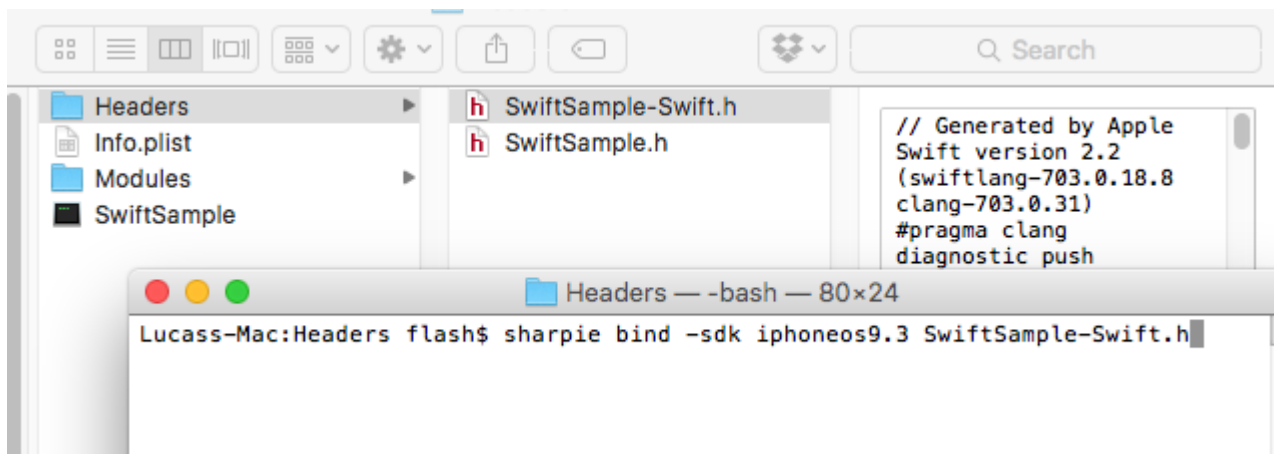 Search
Headers
Info.plist
Modules
SwiftSample
h SwiftSample-Swift.h
h SwiftSample.h
// Generated by Apple
Swift version 2.2
(swiftlang-703.0.18.8
clang-703.0.31)
#pragma clang
diagnostic push
Headers — -bash — 80×24
Lucass-Mac:Headers flash$ sharpie bind -sdk iphoneos9.3 SwiftSample-Swift.h